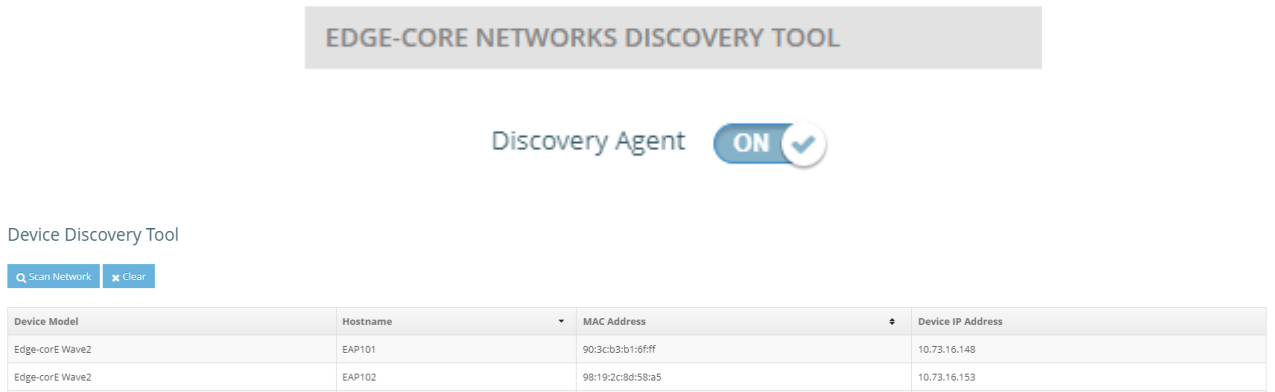 EDGE-CORE NETWORKS DISCOVERY TOOL
Discovery Agent ON
Device Discovery Tool
Scan Network Clear
Device Model Hostname MAC Address Device IP Address
Edge-corE Wave2 EAP101 90:3c:b3:b1:6f:ff 10.73.16.148
Edge-corE Wave2 EAP102 98:19:2c:8d:58:a5 10.73.16.153